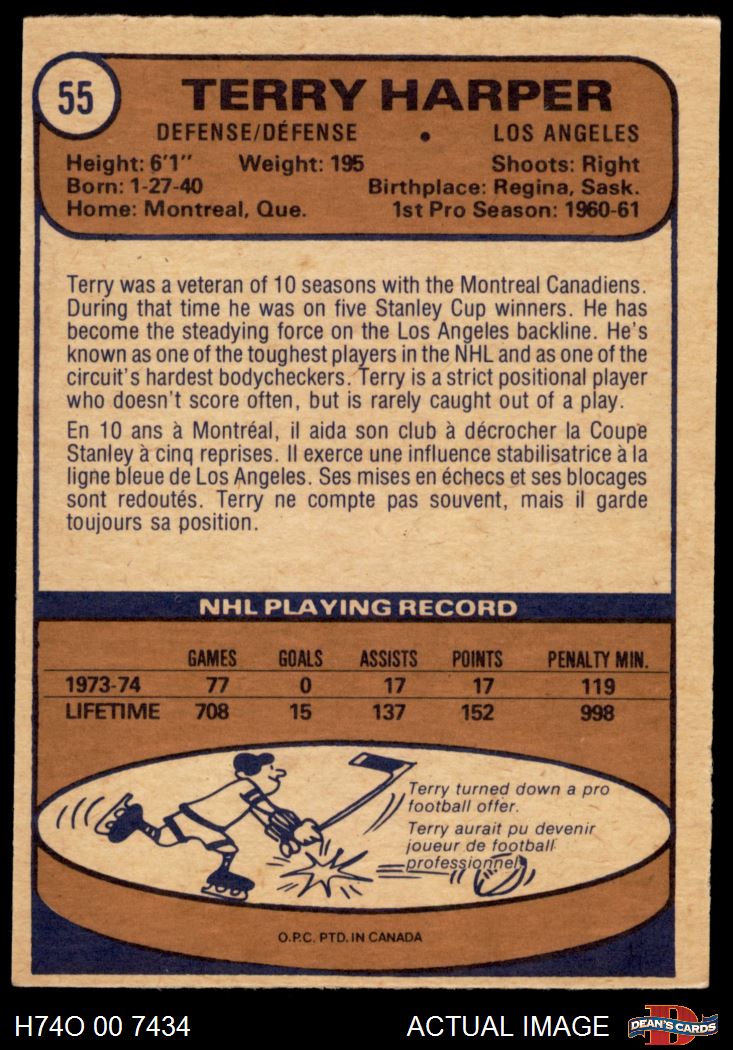 55
TERRY HARPER
DEFENSE/DÉFENSE • LOS ANGELES
Height: 6'1" Weight: 195 Shoots: Right
Born: 1-27-40 Birthplace: Regina, Sask.
Home: Montreal, Que. 1st Pro Season: 1960-61
Terry was a veteran of 10 seasons with the Montreal Canadiens.
During that time he was on five Stanley Cup winners. He has
become the steadying force on the Los Angeles backline. He's
known as one of the toughest players in the NHL and as one of the
circuit's hardest bodycheckers. Terry is a strict positional player
who doesn't score often, but is rarely caught out of a play.
En 10 ans à Montréal, il aida son club à décrocher la Coupe
Stanley à cinq reprises. Il exerce une influence stabilisatrice à la
ligne bleue de Los Angeles. Ses mises en échecs et ses blocages
sont redoutés. Terry ne compte pas souvent, mais il garde
toujours sa position.
NHL PLAYING RECORD
GAMES GOALS ASSISTS POINTS PENALTY MIN.
1973-74 77 0 17 17 119
LIFETIME 708 15 137 152 998
Terry turned down a pro
football offer.
Terry aurait pu devenir
joueur de football
professionnel.
O.P.C. PTD. IN CANADA
H74O 00 7434 ACTUAL IMAGE
D
DEAN'S CARDS